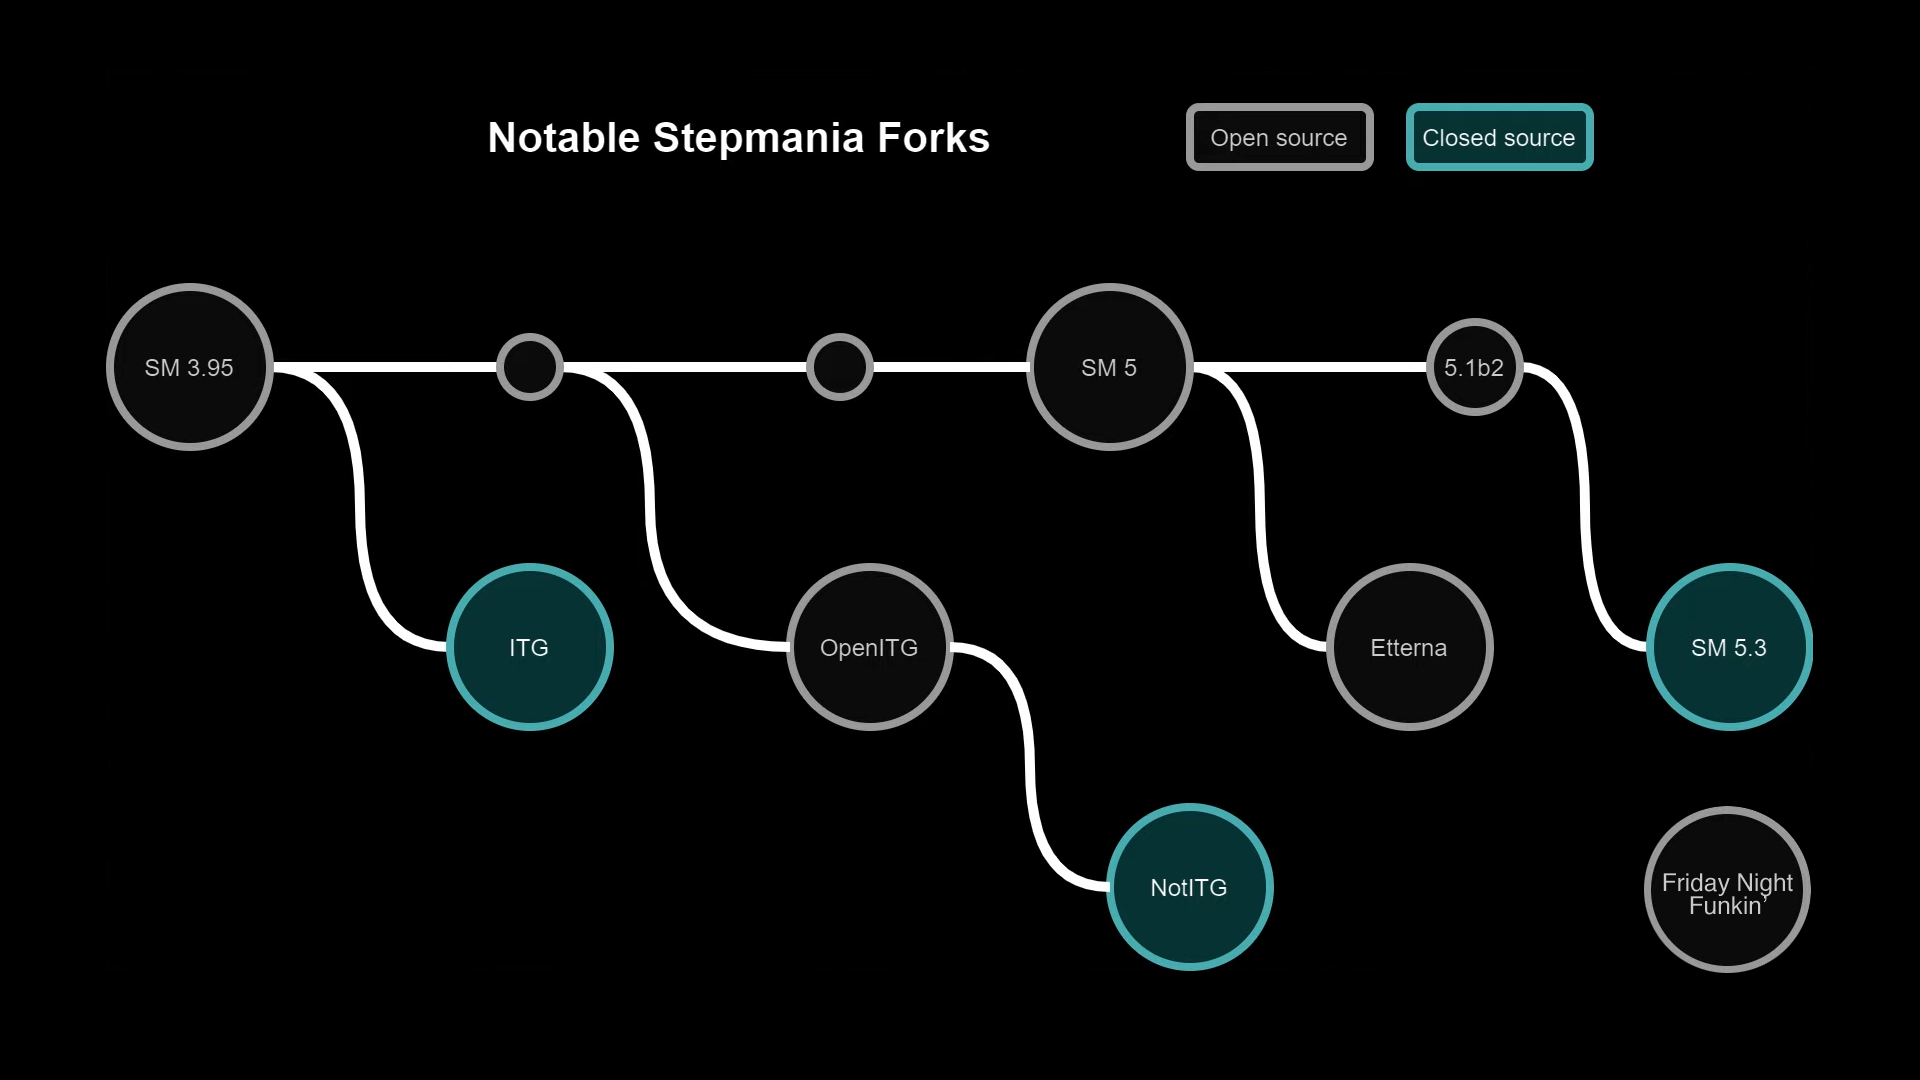 Notable Stepmania Forks
Open source
Closed source
SM 3.95
SM 5
5.1b2
ITG
OpenITG
Etterna
SM 5.3
NotITG
Friday Night
Funkin’